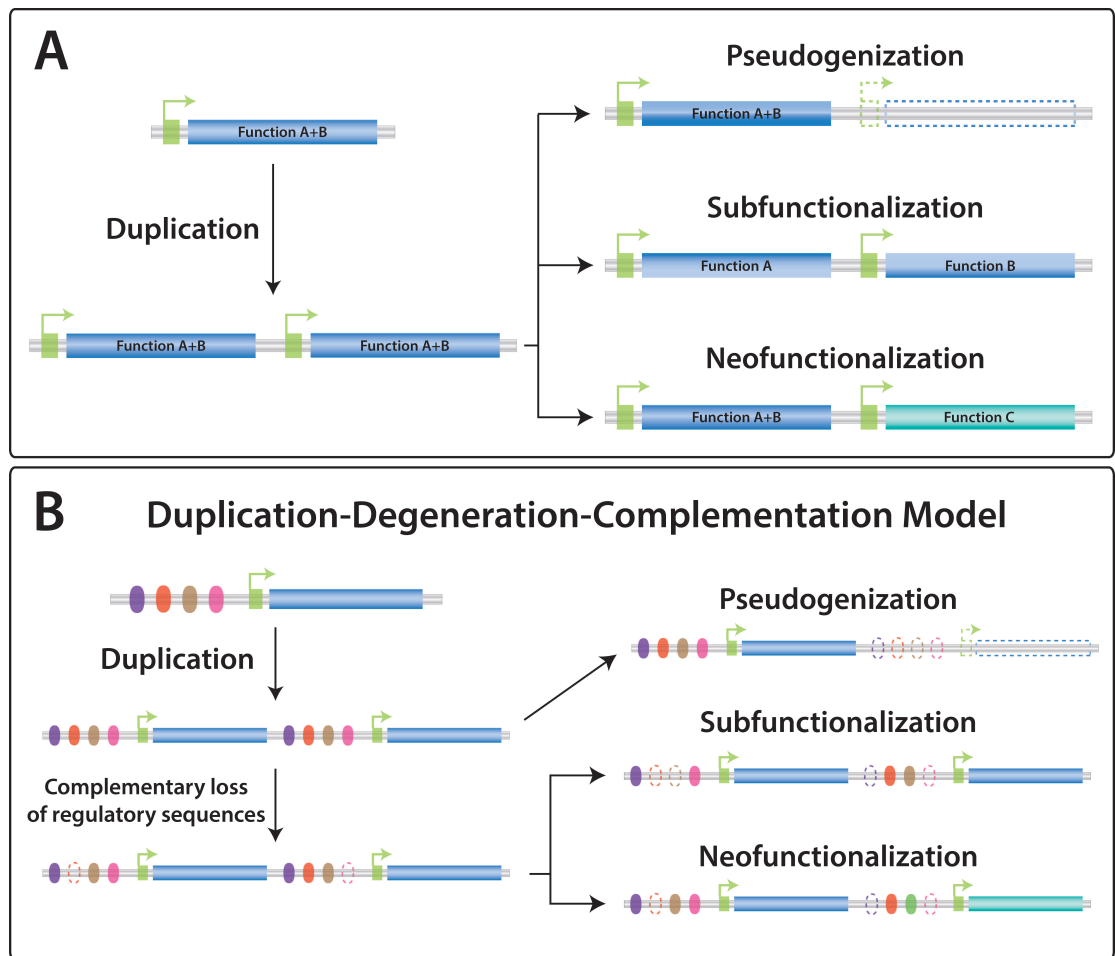 A
Function A+B
Duplication
Function A+B
Function A+B
Pseudogenization
Function A+B
Subfunctionalization
Function A
Function B
Neofunctionalization
Function A+B
Function C
B
Duplication-Degeneration-Complementation Model
Duplication
Complementary loss
of regulatory sequences
Pseudogenization
Subfunctionalization
Neofunctionalization